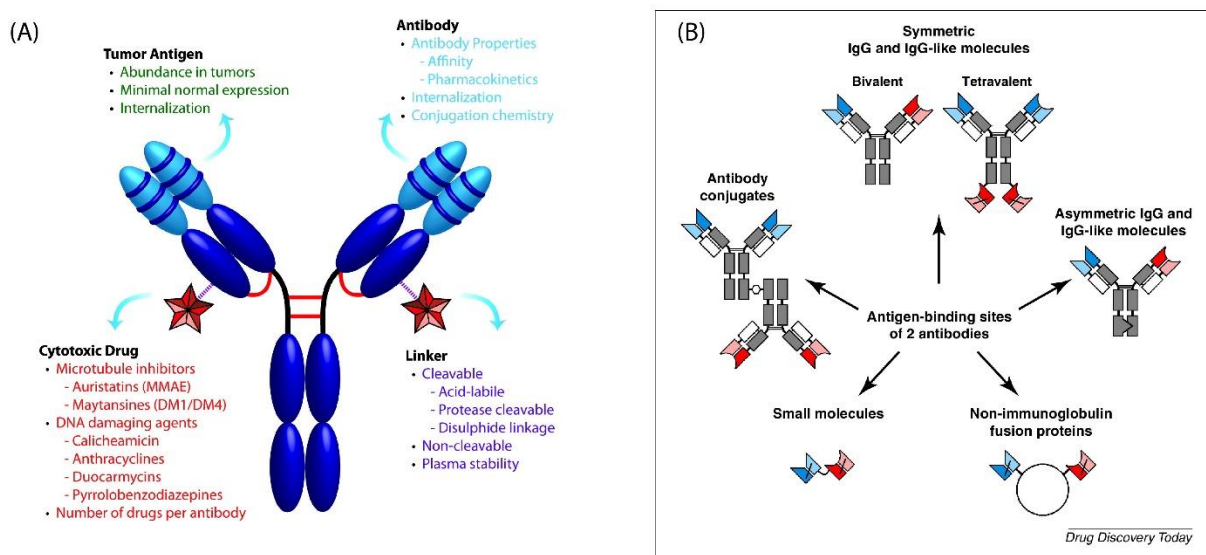 (A)
Tumor Antigen
• Abundance in tumors
• Minimal normal expression
• Internalization
Antibody
• Antibody Properties
- Affinity
- Pharmacokinetics
• Internalization
• Conjugation chemistry
Cytotoxic Drug
• Microtubule inhibitors
- Auristatins (MMAE)
- Maytansines (DM1/DM4)
• DNA damaging agents
- Calicheamicin
- Anthracyclines
- Duocarmycins
- Pyrrolobenzodiazepines
• Number of drugs per antibody
Linker
• Cleavable
- Acid-labile
- Protease cleavable
- Disulphide linkage
• Non-cleavable
• Plasma stability
(B)
Symmetric
IgG and IgG-like molecules
Bivalent
Tetravalent
Antibody
conjugates
Asymmetric IgG and
IgG-like molecules
Antigen-binding sites
of 2 antibodies
Small molecules
Non-immunoglobulin
fusion proteins
Drug Discovery Today